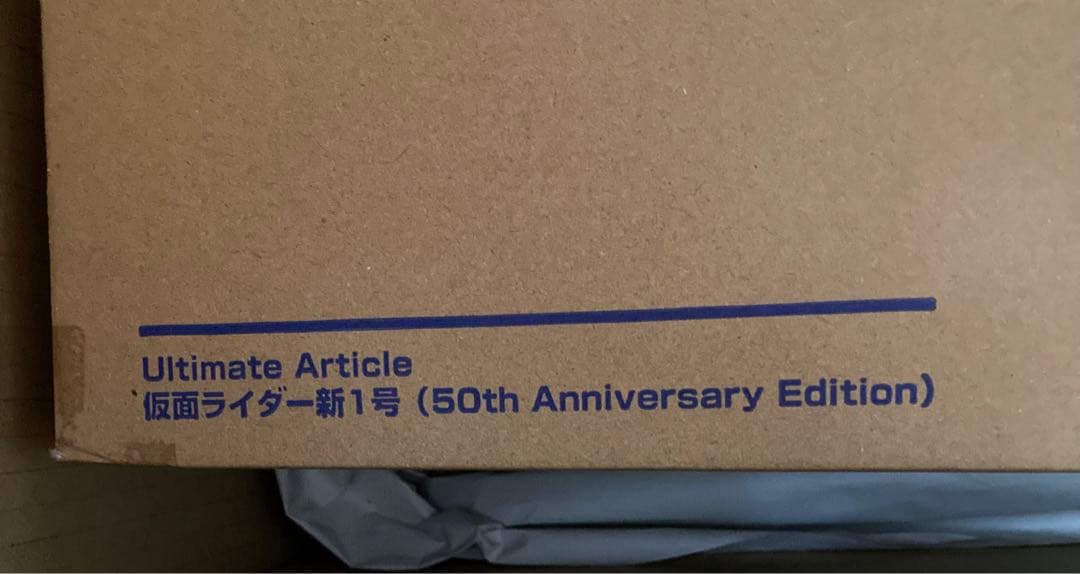 Ultimate Article
仮面ライダー新1号 (50th Anniversary Edition)